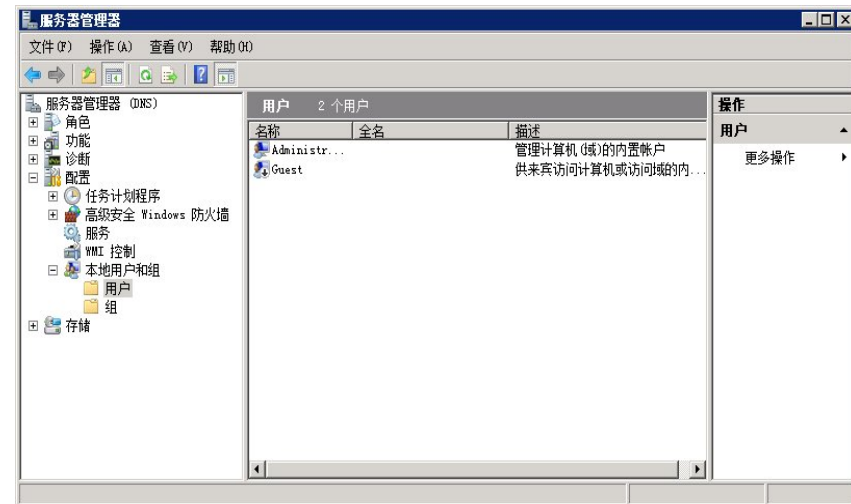 服务器管理器
文件(F) 操作(A) 查看(V) 帮助(H)
服务器管理器 (DNS)
角色
功能
诊断
配置
任务计划程序
高级安全 Windows 防火墙
服务
WMI 控制
本地用户和组
用户
组
存储
用户 2 个用户
名称 全名 描述
Administr... 管理计算机(域)的内置帐户
Guest 供来宾访问计算机或访问域的内...
操作
用户
更多操作